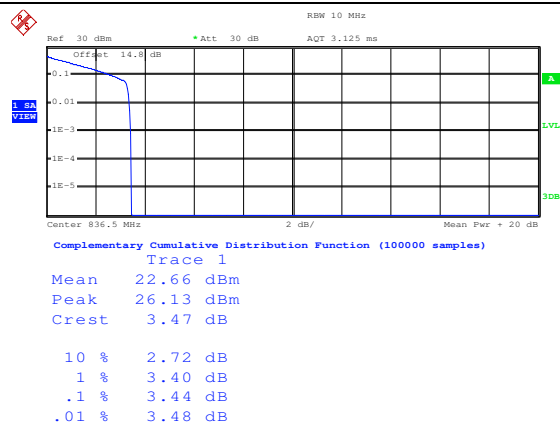 RBW 10 MHz
Ref 30 dBm * Att 30 dB AQT 3.125 ms
Offset 14.8 dB
0.1
A
0.01
1 SA
VIEW
1E-3
LVL
1E-4
1E-5
3DB
Center 836.5 MHz 2 dB/ Mean Pwr + 20 dB
Complementary Cumulative Distribution Function (100000 samples)
Trace 1
Mean 22.66 dBm
Peak 26.13 dBm
Crest 3.47 dB
10 % 2.72 dB
1 % 3.40 dB
.1 % 3.44 dB
.01 % 3.48 dB